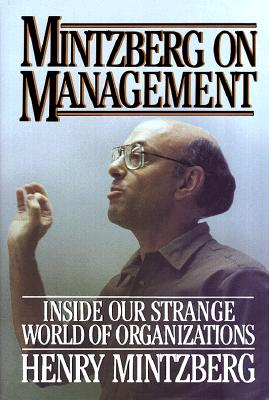 MINTZBERG ON
MANAGEMENT
INSIDE OUR STRANGE
WORLD OF ORGANIZATIONS
HENRY MINTZBERG